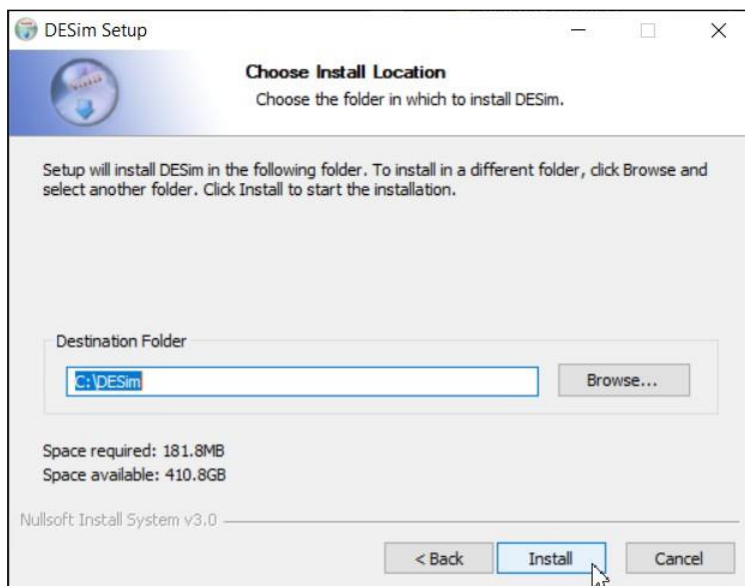 DESim Setup
Choose Install Location
Choose the folder in which to install DESim.
Setup will install DESim in the following folder. To install in a different folder, click Browse and
select another folder. Click Install to start the installation.
Destination Folder
C:\DESim
Browse...
Space required: 181.8MB
Space available: 410.8GB
Nullsoft Install System v3.0
< Back
Install
Cancel